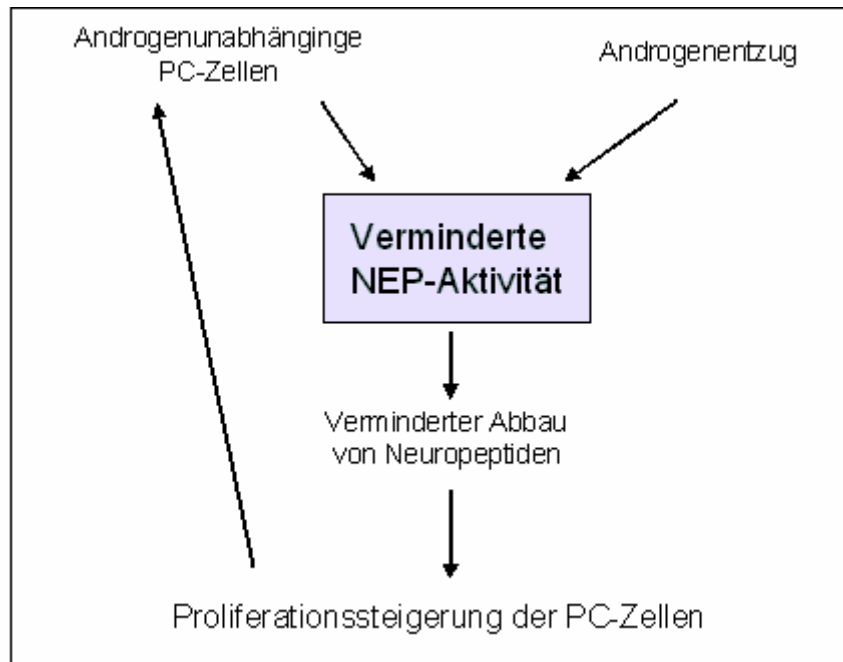 Androgenunabhänginge
PC-Zellen
Androgenentzug
Verminderte
NEP-Aktivität
Verminderter Abbau
von Neuropeptiden
Proliferationssteigerung der PC-Zellen